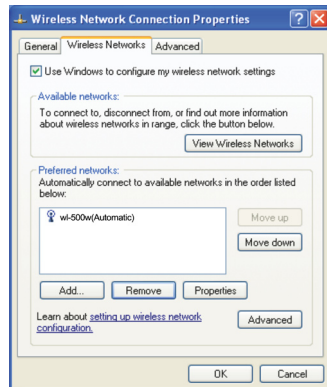 Wireless Network Connection Properties
General Wireless Networks Advanced
Use Windows to configure my wireless network settings
Available networks:
To connect to, disconnect from, or find out more information
about wireless networks in range, click the button below.
View Wireless Networks
Preferred networks:
Automatically connect to available networks in the order listed
below:
wl-500w(Automatic)
Move up
Move down
Add... Remove Properties
Learn about setting up wireless network
configuration.
Advanced
OK Cancel